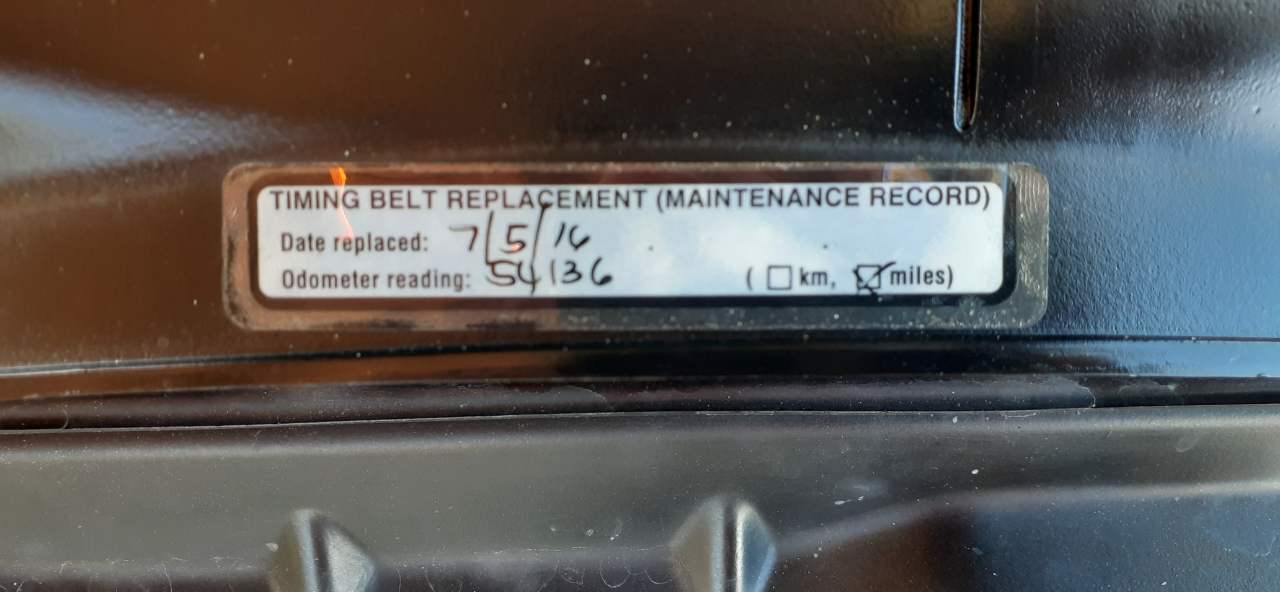 TIMING BELT REPLACEMENT (MAINTENANCE RECORD)
Date replaced: 7/5/16
Odometer reading: 54136 ( ☐ km, ☑ miles)